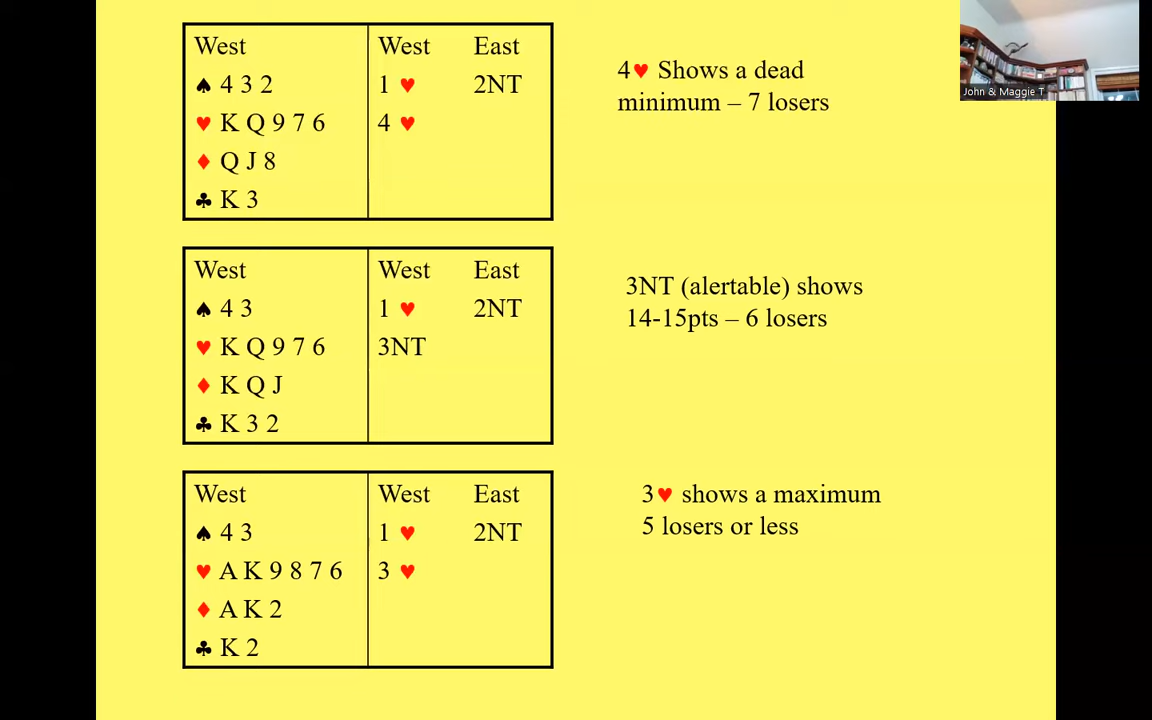 West West East
♠ 4 3 2 1 ♥ 2NT
♥ K Q 9 7 6 4 ♥
♦ Q J 8
♣ K 3
4♥ Shows a dead
minimum – 7 losers
John & Maggie T
West West East
♠ 4 3 1 ♥ 2NT
♥ K Q 9 7 6 3NT
♦ K Q J
♣ K 3 2
3NT (alertable) shows
14-15pts – 6 losers
West West East
♠ 4 3 1 ♥ 2NT
♥ A K 9 8 7 6 3 ♥
♦ A K 2
♣ K 2
3♥ shows a maximum
5 losers or less